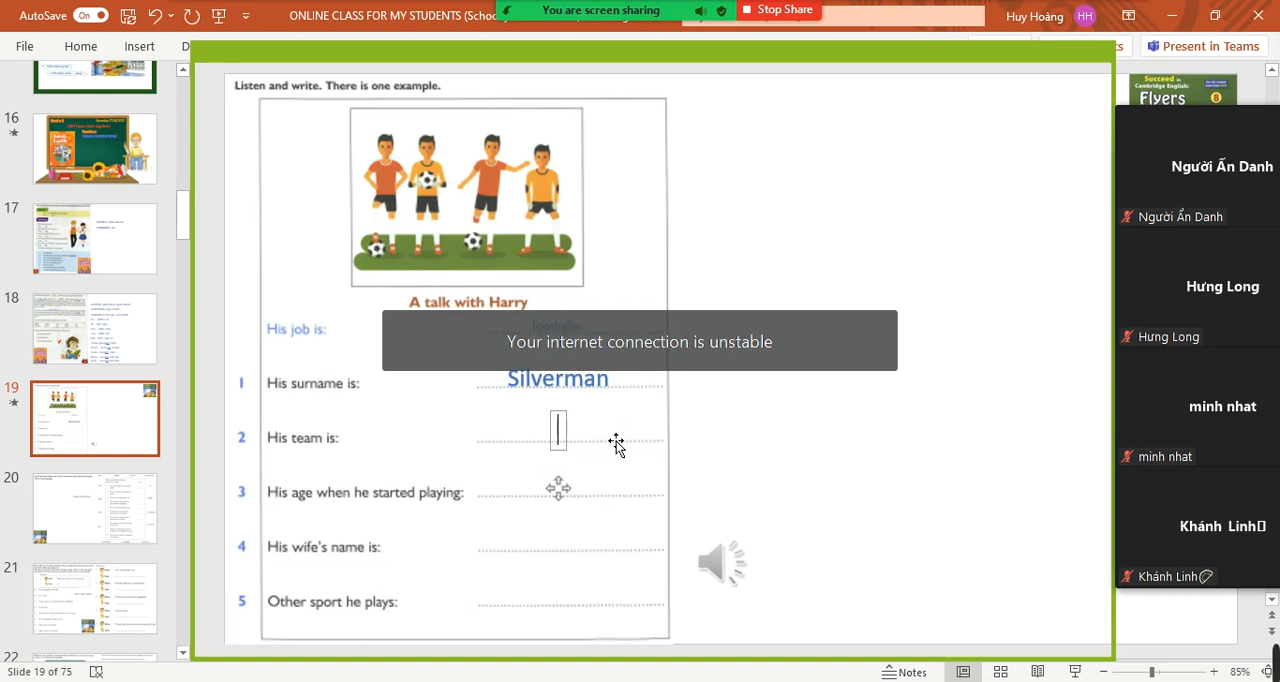 AutoSave On
ONLINE CLASS FOR MY STUDENTS (Schoo
You are screen sharing
Stop Share
Huy Hoàng HH
File Home Insert D
ts Present in Teams
Succeed in
Cambridge English:
Flyers 8
16
17
18
19
20
21
22
Listen and write. There is one example.
A talk with Harry
His job is: footballer
Your internet connection is unstable
1 His surname is: Silverman
2 His team is:
3 His age when he started playing:
4 His wife's name is:
5 Other sport he plays:
Người Ẩn Danh
Người Ẩn Danh
Hưng Long
Hưng Long
minh nhat
minh nhat
Khánh Linh
Khánh Linh
Slide 19 of 75
Notes
85%